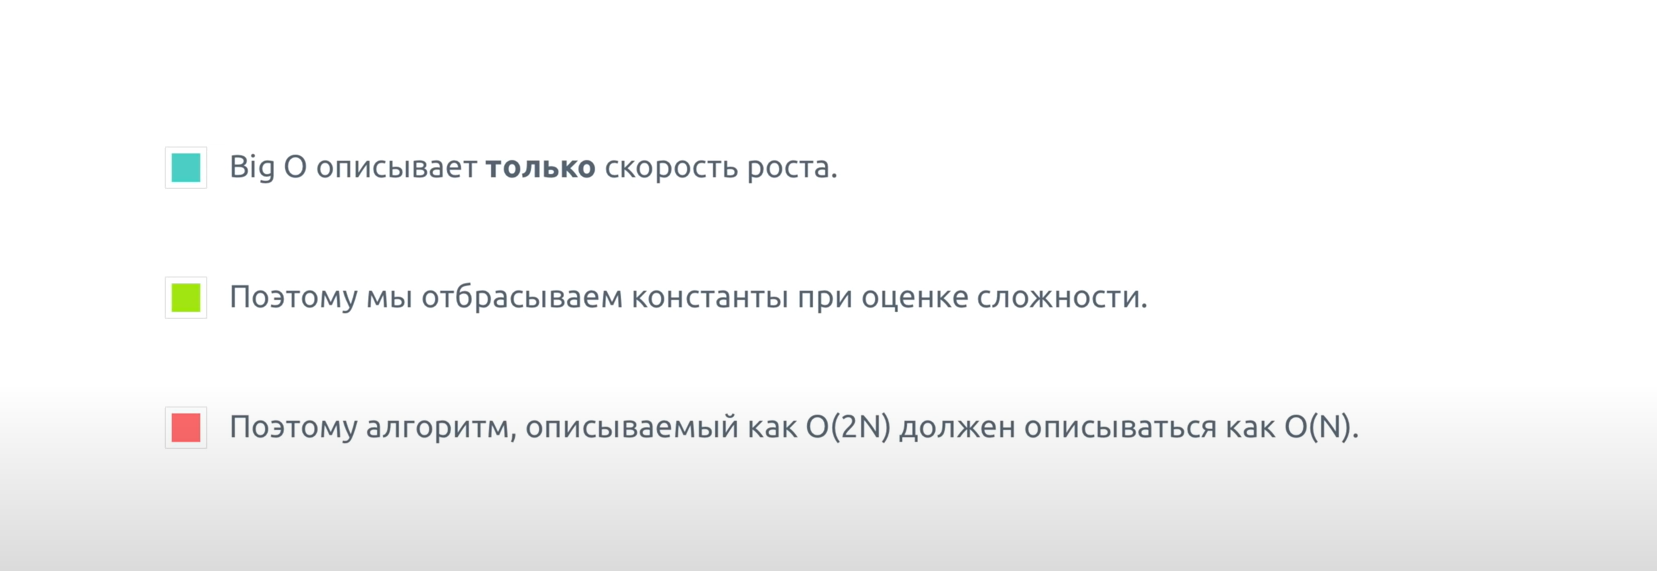 Big O описывает только скорость роста.
Поэтому мы отбрасываем константы при оценке сложности.
Поэтому алгоритм, описываемый как O(2N) должен описываться как O(N).